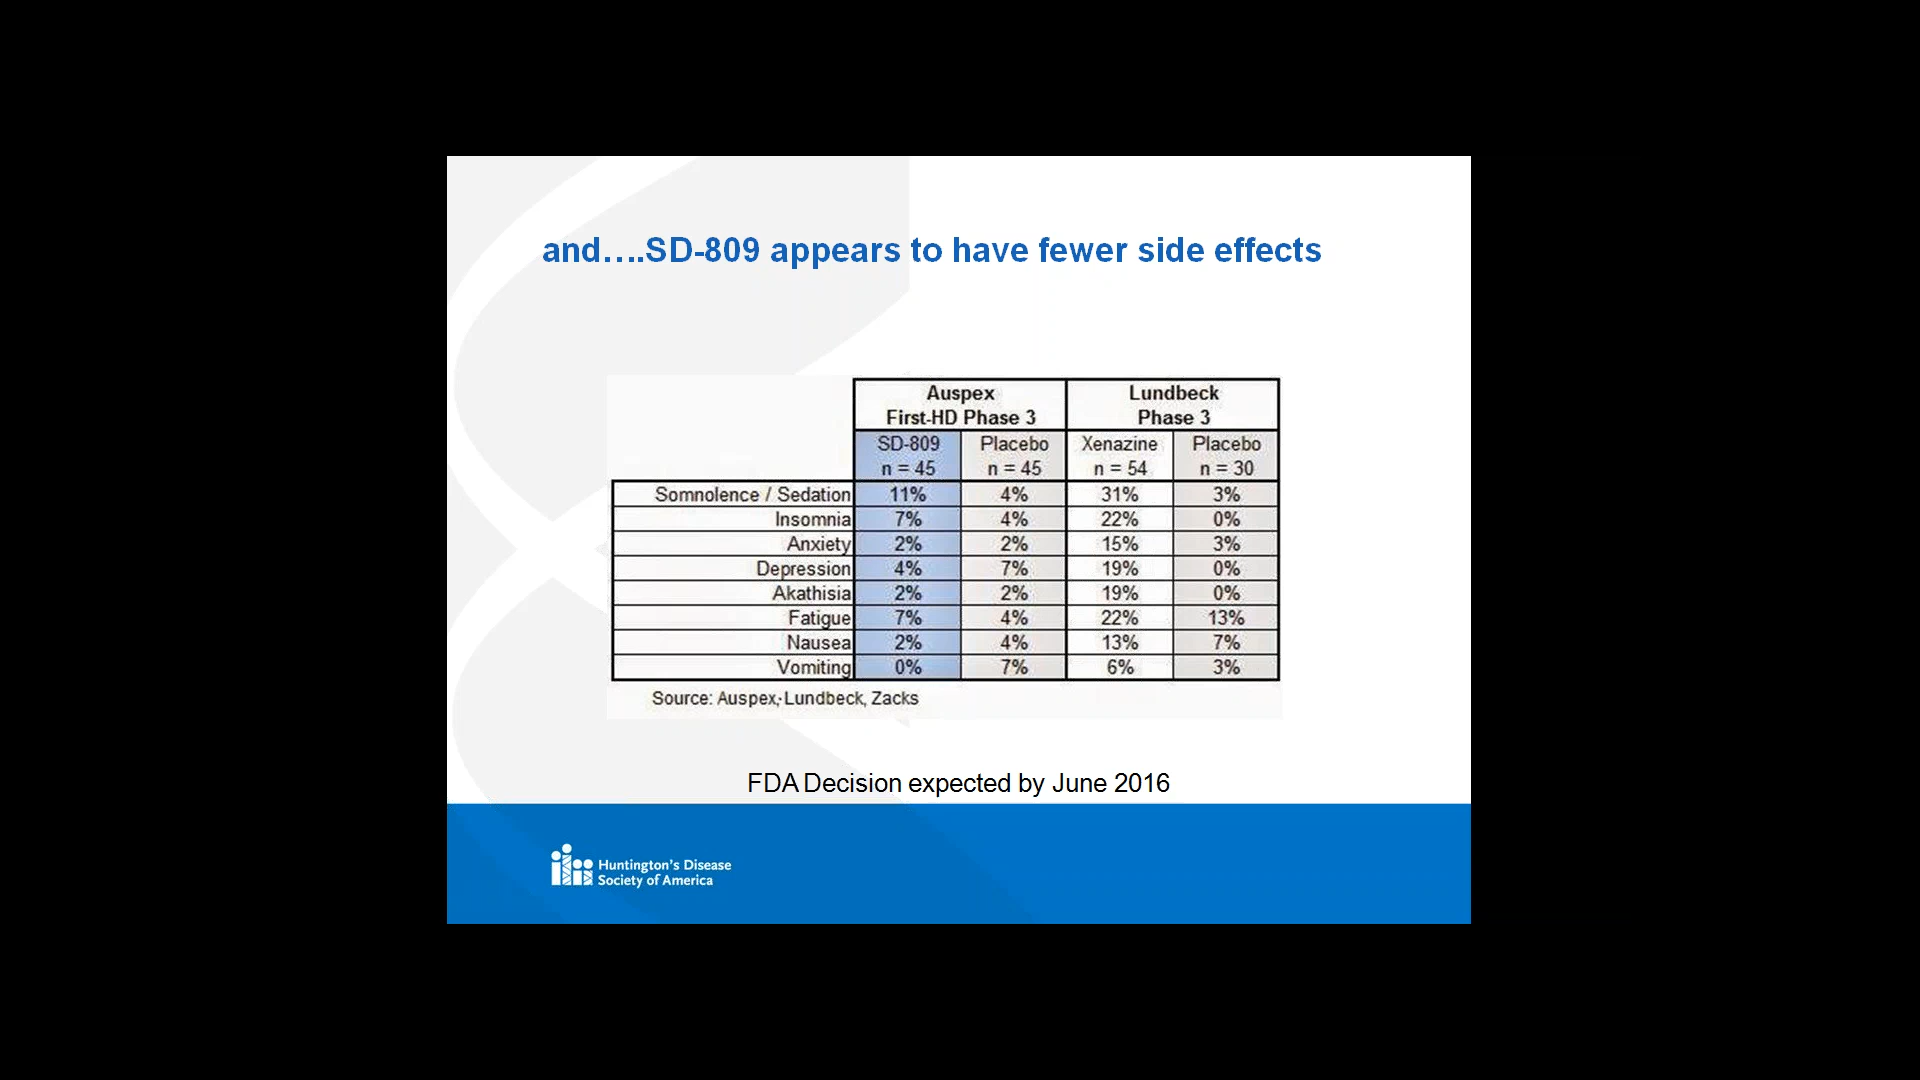 and….SD-809 appears to have fewer side effects
Auspex Lundbeck
First-HD Phase 3 Phase 3
SD-809 Placebo Xenazine Placebo
n = 45 n = 45 n = 54 n = 30
Somnolence / Sedation 11% 4% 31% 3%
Insomnia 7% 4% 22% 0%
Anxiety 2% 2% 15% 3%
Depression 4% 7% 19% 0%
Akathisia 2% 2% 19% 0%
Fatigue 7% 4% 22% 13%
Nausea 2% 4% 13% 7%
Vomiting 0% 7% 6% 3%
Source: Auspex, Lundbeck, Zacks
FDA Decision expected by June 2016
Huntington's Disease
Society of America